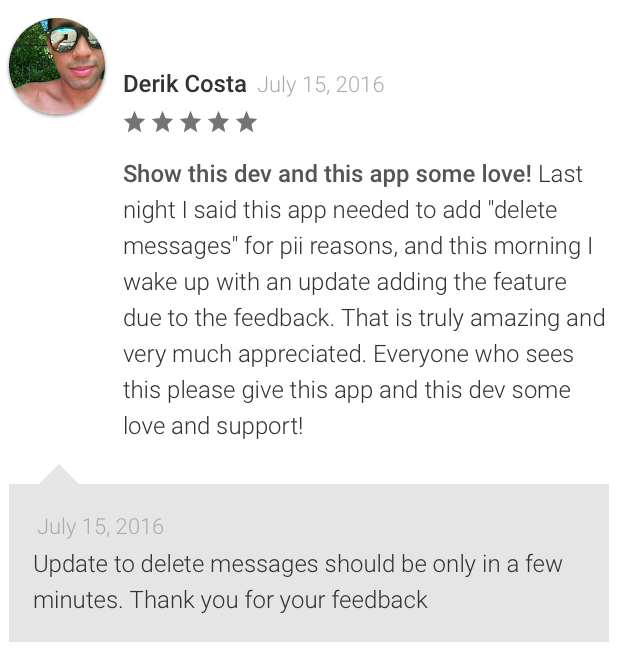 Derik Costa July 15, 2016
Show this dev and this app some love! Last
night I said this app needed to add "delete
messages" for pii reasons, and this morning I
wake up with an update adding the feature
due to the feedback. That is truly amazing and
very much appreciated. Everyone who sees
this please give this app and this dev some
love and support!
July 15, 2016
Update to delete messages should be only in a few
minutes. Thank you for your feedback